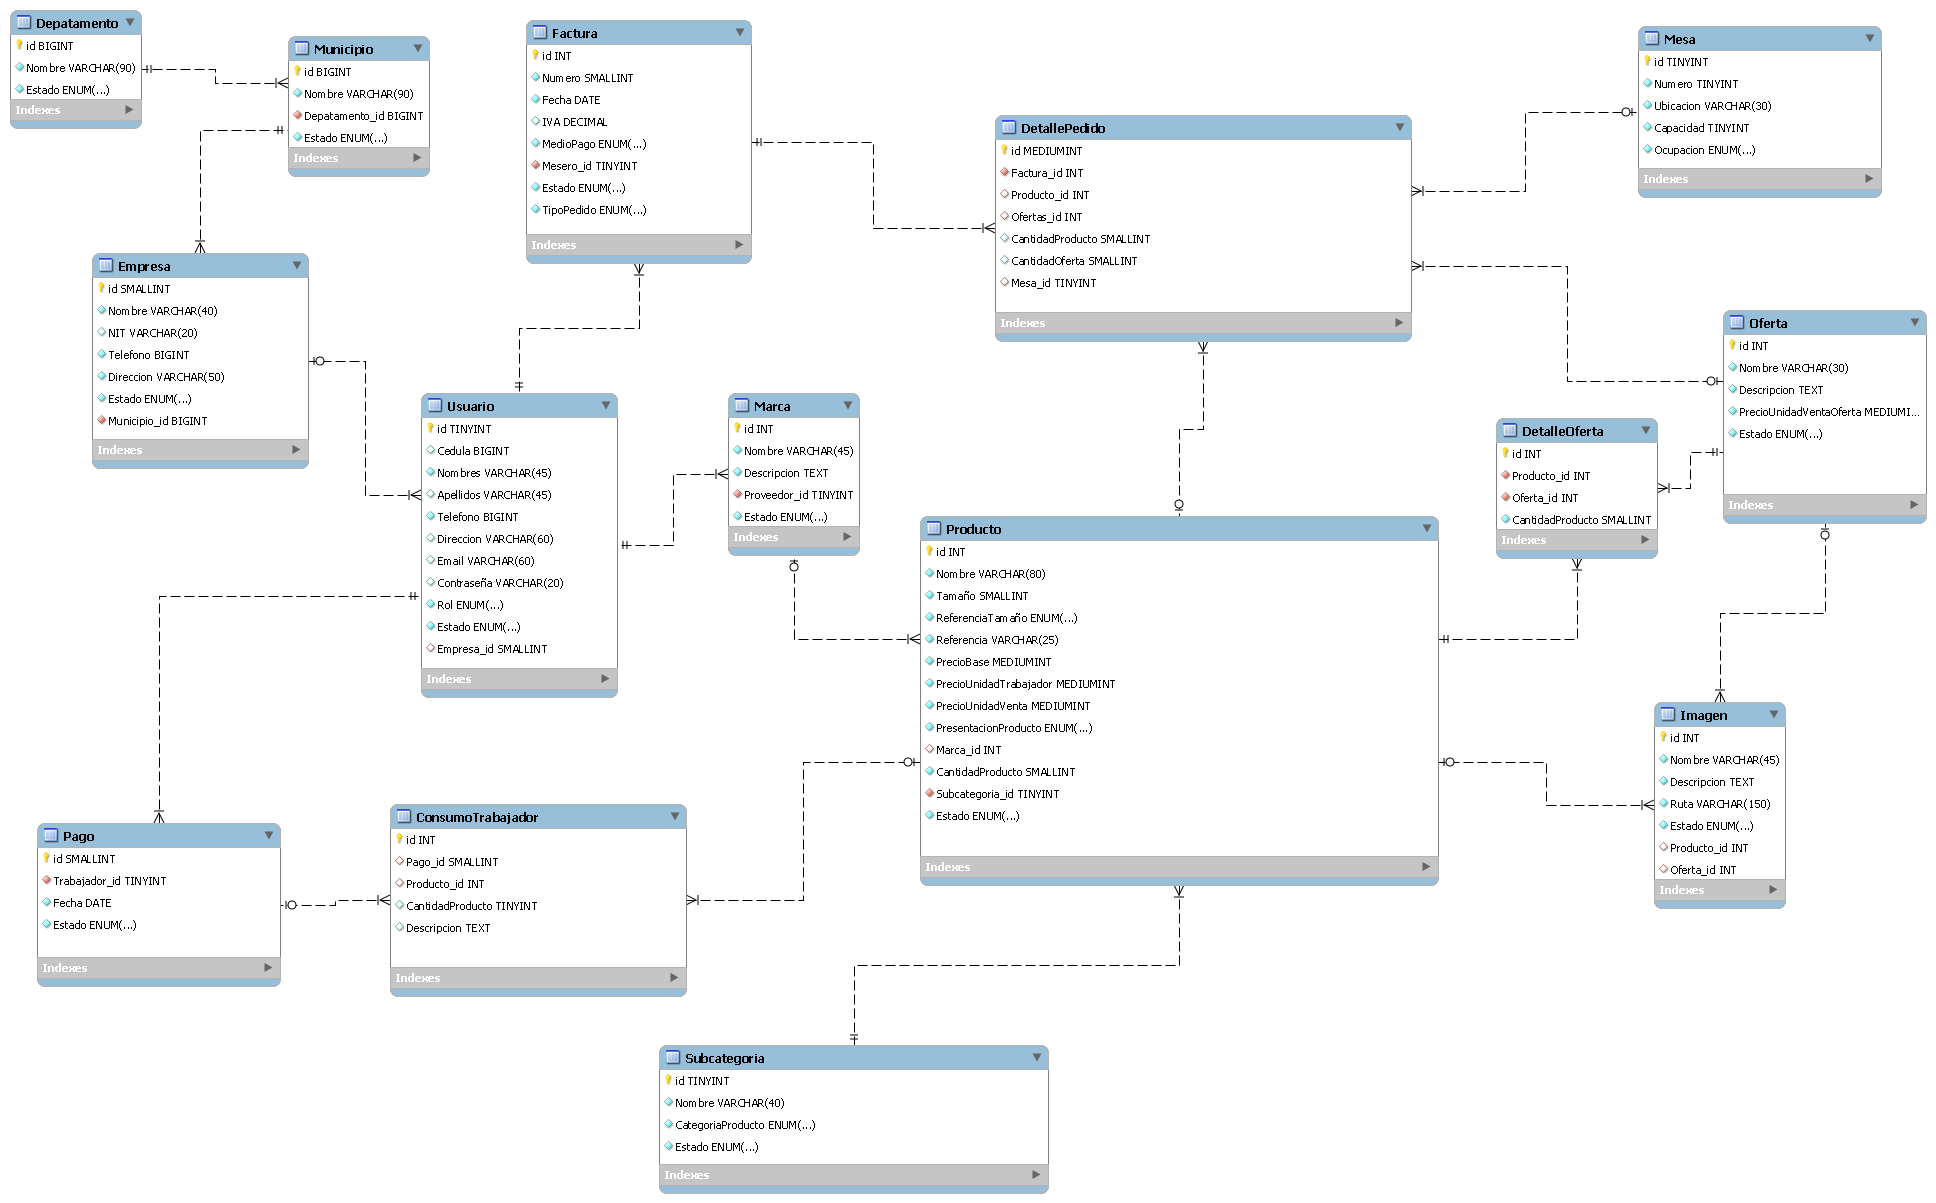 Depatamento
id BIGINT
Nombre VARCHAR(90)
Estado ENUM(...)
Indexes
Municipio
id BIGINT
Nombre VARCHAR(90)
Depatamento_id BIGINT
Estado ENUM(...)
Indexes
Factura
id INT
Numero SMALLINT
Fecha DATE
IVA DECIMAL
MedioPago ENUM(...)
Mesero_id TINYINT
Estado ENUM(...)
TipoPedido ENUM(...)
Indexes
DetallePedido
id MEDIUMINT
Factura_id INT
Producto_id INT
Ofertas_id INT
CantidadProducto SMALLINT
CantidadOferta SMALLINT
Mesa_id TINYINT
Indexes
Mesa
id TINYINT
Numero TINYINT
Ubicacion VARCHAR(30)
Capacidad TINYINT
Ocupacion ENUM(...)
Indexes
Empresa
id SMALLINT
Nombre VARCHAR(40)
NIT VARCHAR(20)
Telefono BIGINT
Direccion VARCHAR(50)
Estado ENUM(...)
Municipio_id BIGINT
Indexes
Usuario
id TINYINT
Cedula BIGINT
Nombres VARCHAR(45)
Apellidos VARCHAR(45)
Telefono BIGINT
Direccion VARCHAR(60)
Email VARCHAR(60)
Contraseña VARCHAR(20)
Rol ENUM(...)
Estado ENUM(...)
Empresa_id SMALLINT
Indexes
Marca
id INT
Nombre VARCHAR(45)
Descripcion TEXT
Proveedor_id TINYINT
Estado ENUM(...)
Indexes
Oferta
id INT
Nombre VARCHAR(30)
Descripcion TEXT
PrecioUnidadVentaOferta MEDIUMI...
Estado ENUM(...)
Indexes
DetalleOferta
id INT
Producto_id INT
Oferta_id INT
CantidadProducto SMALLINT
Indexes
Producto
id INT
Nombre VARCHAR(80)
Tamaño SMALLINT
ReferenciaTamaño ENUM(...)
Referencia VARCHAR(25)
PrecioBase MEDIUMINT
PrecioUnidadTrabajador MEDIUMINT
PrecioUnidadVenta MEDIUMINT
PresentacionProducto ENUM(...)
Marca_id INT
CantidadProducto SMALLINT
Subcategoria_id TINYINT
Estado ENUM(...)
Indexes
Imagen
id INT
Nombre VARCHAR(45)
Descripcion TEXT
Ruta VARCHAR(150)
Estado ENUM(...)
Producto_id INT
Oferta_id INT
Indexes
Pago
id SMALLINT
Trabajador_id TINYINT
Fecha DATE
Estado ENUM(...)
Indexes
ConsumoTrabajador
id INT
Pago_id SMALLINT
Producto_id INT
CantidadProducto TINYINT
Descripcion TEXT
Indexes
Subcategoria
id TINYINT
Nombre VARCHAR(40)
CategoriaProducto ENUM(...)
Estado ENUM(...)
Indexes